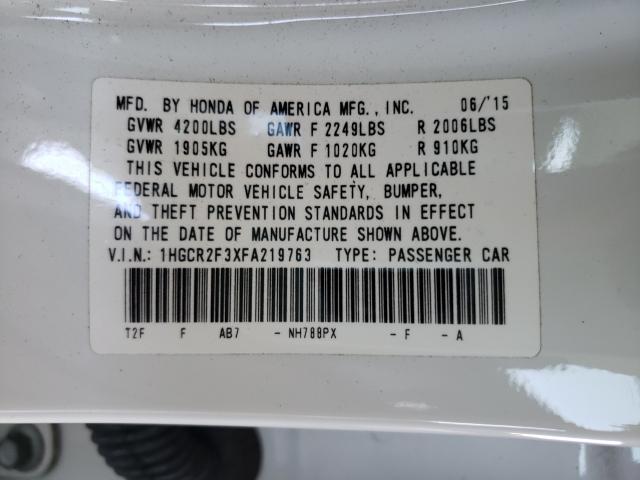 MFD. BY HONDA OF AMERICA MFG., INC. 06/'15
GVWR 4200LBS GAWR F 2249LBS R 2006LBS
GVWR 1905KG GAWR F 1020KG R 910KG
THIS VEHICLE CONFORMS TO ALL APPLICABLE
FEDERAL MOTOR VEHICLE SAFETY, BUMPER,
AND THEFT PREVENTION STANDARDS IN EFFECT
ON THE DATE OF MANUFACTURE SHOWN ABOVE.
V.I.N.: 1HGCR2F3XFA219763 TYPE: PASSENGER CAR
T2F F AB7 - NH788PX - F - A